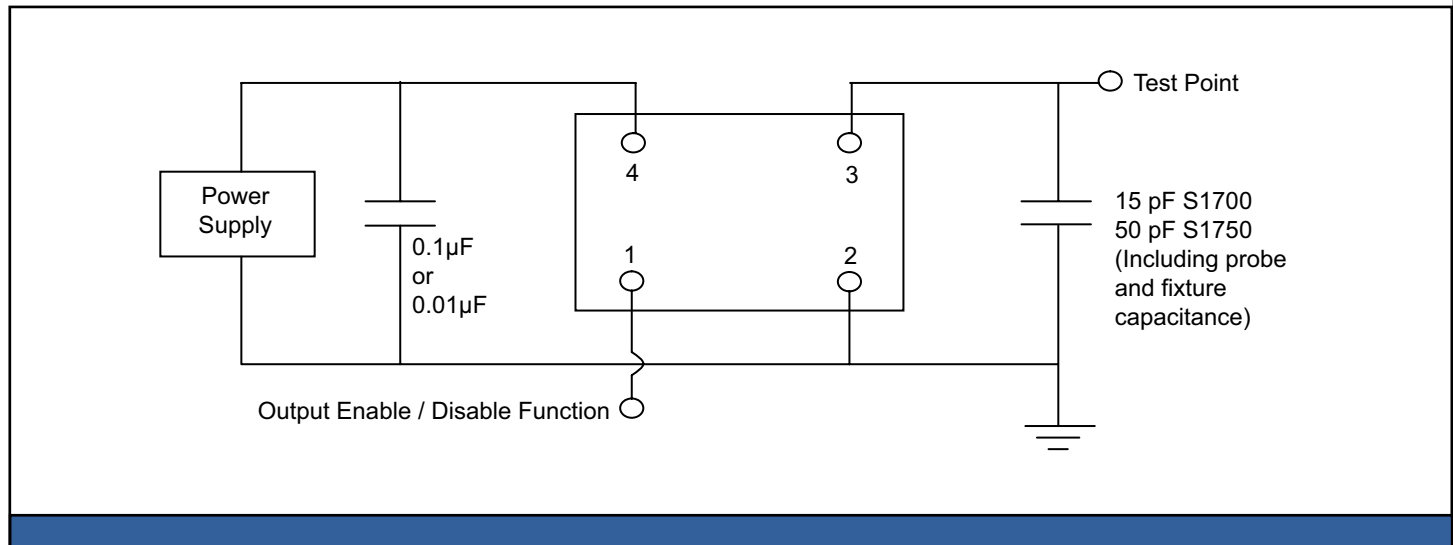 Test Point
4
3
Power
Supply
15 pF S1700
50 pF S1750
(Including probe
and fixture
capacitance)
0.1µF
or
0.01µF
1
2
Output Enable / Disable Function